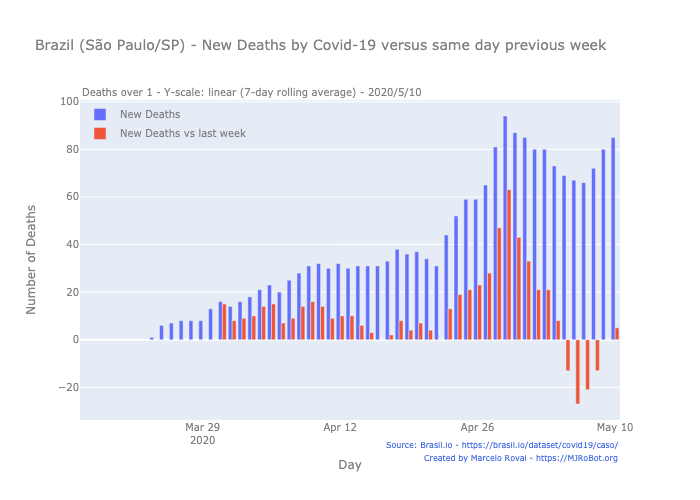 Brazil (São Paulo/SP) - New Deaths by Covid-19 versus same day previous week
Deaths over 1 - Y-scale: linear (7-day rolling average) - 2020/5/10
New Deaths
New Deaths vs last week
Number of Deaths
100
80
60
40
20
0
−20
Mar 29
2020
Apr 12
Apr 26
May 10
Day
Source: Brasil.io - https://brasil.io/dataset/covid19/caso/
Created by Marcelo Rovai - https://MJRoBot.org